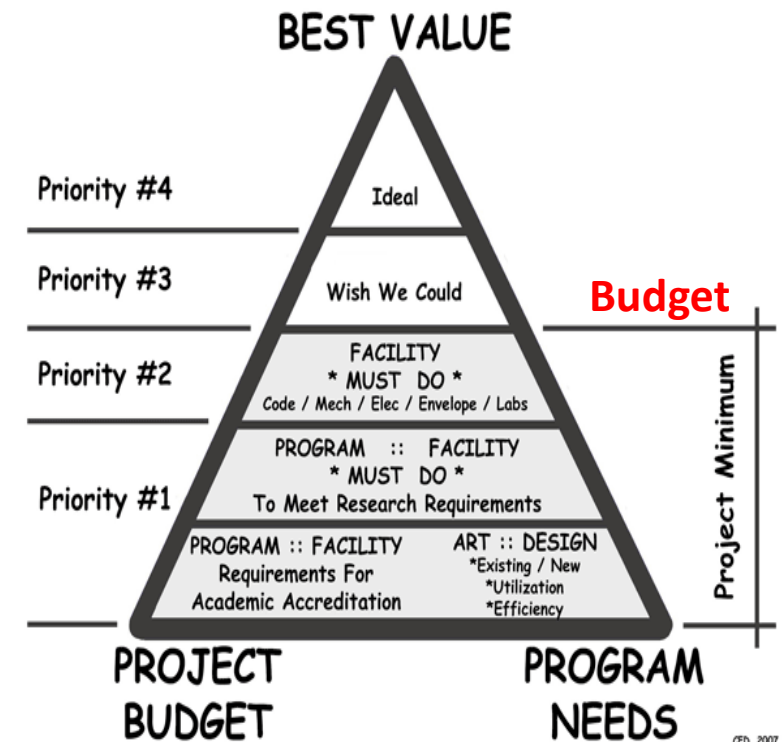 BEST VALUE
Priority #4
Ideal
Priority #3
Wish We Could
Budget
Priority #2
FACILITY
* MUST DO *
Code / Mech / Elec / Envelope / Labs
Priority #1
PROGRAM :: FACILITY
* MUST DO *
To Meet Research Requirements
PROGRAM :: FACILITY
Requirements For
Academic Accreditation
ART :: DESIGN
*Existing / New
*Utilization
*Efficiency
Project Minimum
PROJECT
BUDGET
PROGRAM
NEEDS
CED 2007